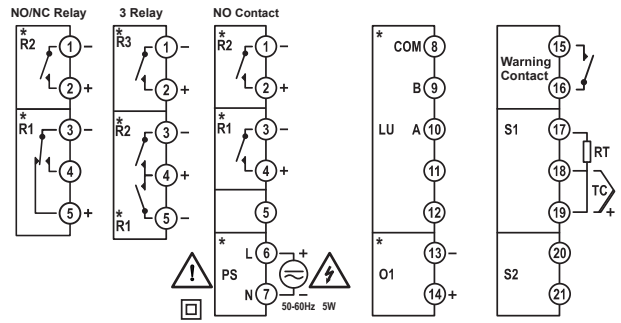 NO/NC Relay
* R2 1 −
2 +
* R1 3 −
4
5 +
3 Relay
* R3 1 −
2 +
* R2 3 −
4 +
* R1 5 −
NO Contact
* R2 1 −
2 +
* R1 3 −
4 +
5
* PS L 6 +
N 7 −
50-60Hz 5W
* COM 8
B 9
LU A 10
11
12
* O1 13 −
14 +
Warning Contact 15
16
S1 17
RT
18
TC
19 +
S2 20
21